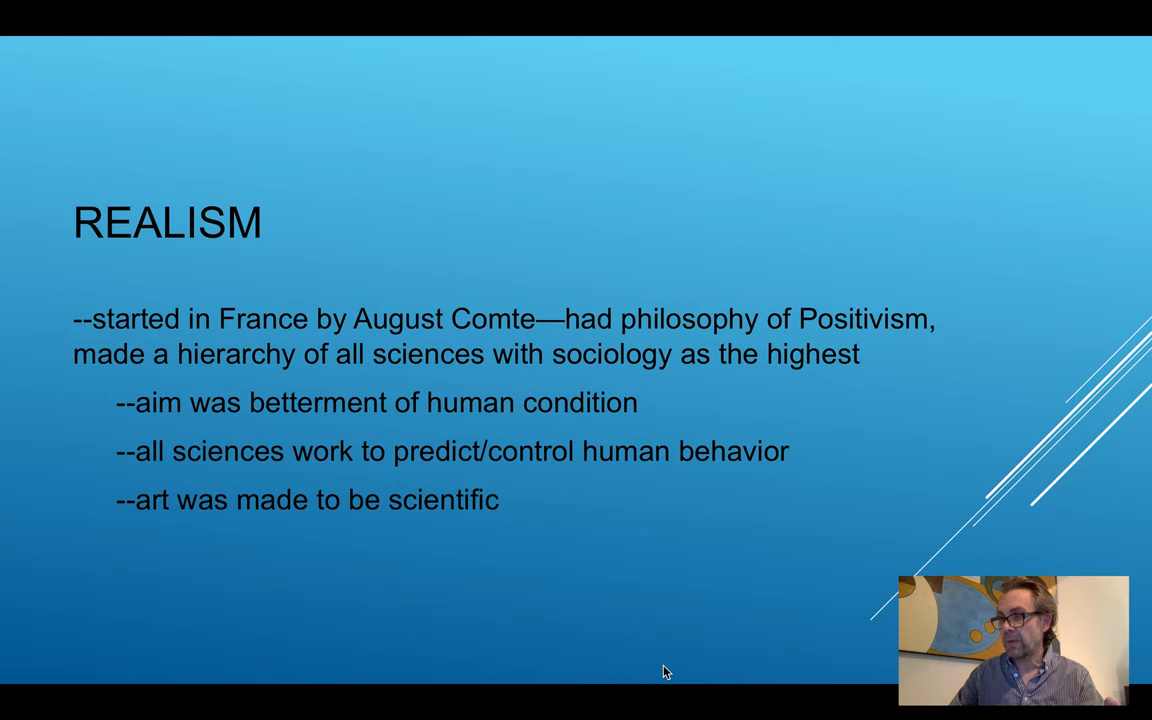 REALISM
--started in France by August Comte—had philosophy of Positivism,
made a hierarchy of all sciences with sociology as the highest
--aim was betterment of human condition
--all sciences work to predict/control human behavior
--art was made to be scientific